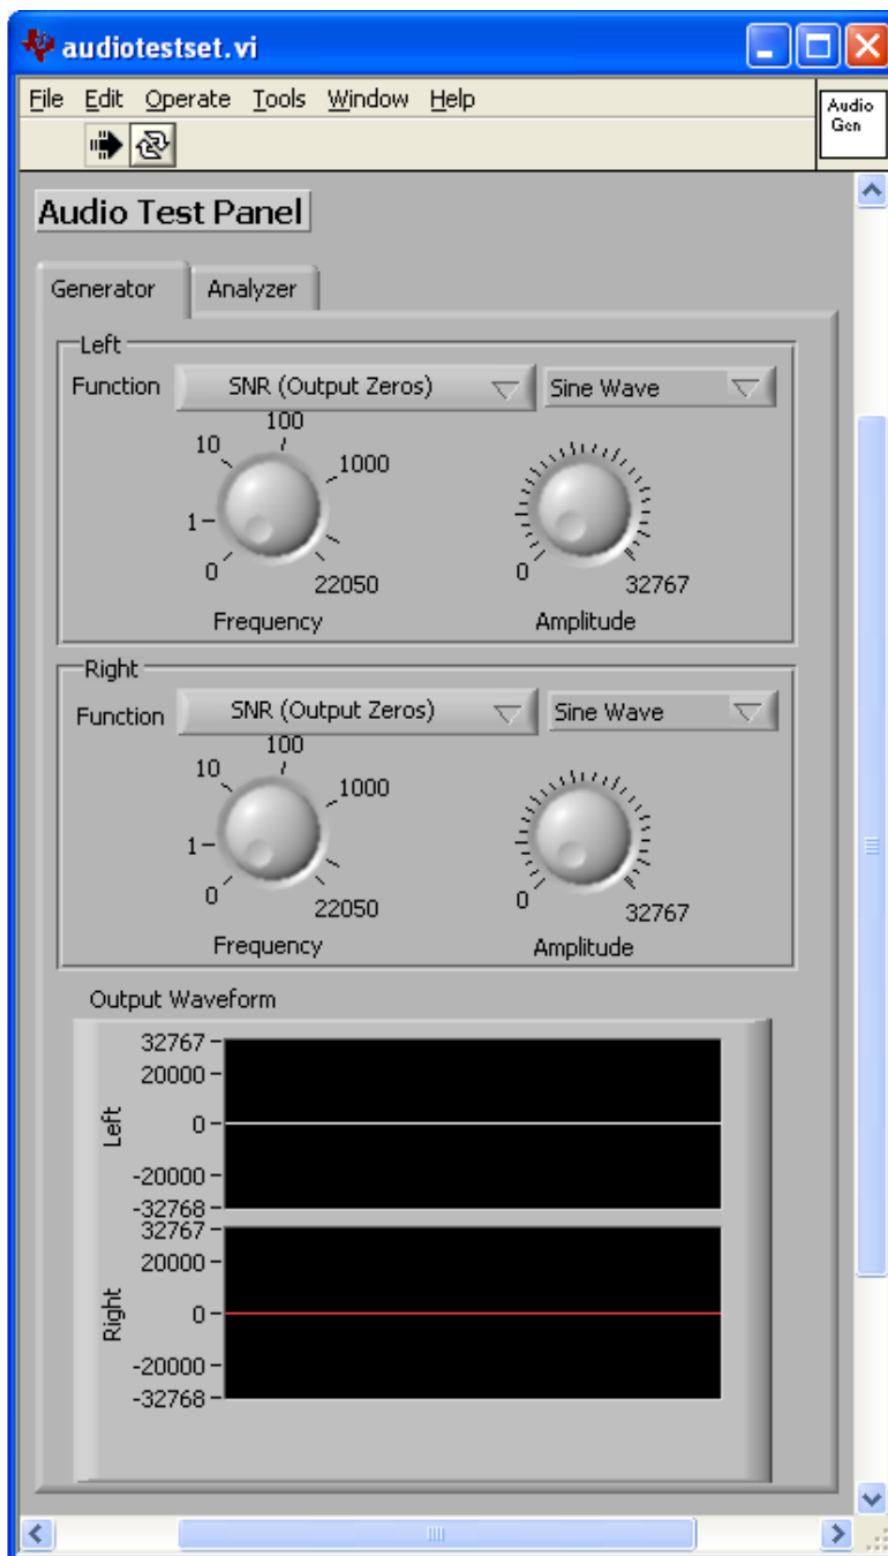 audiotestset.vi
File Edit Operate Tools Window Help
Audio
Gen
Audio Test Panel
Generator Analyzer
Left
Function SNR (Output Zeros) Sine Wave
100
10 1000
1
0 22050 0 32767
Frequency Amplitude
Right
Function SNR (Output Zeros) Sine Wave
100
10 1000
1
0 22050 0 32767
Frequency Amplitude
Output Waveform
32767
20000
Left 0
-20000
-32768
32767
20000
Right 0
-20000
-32768